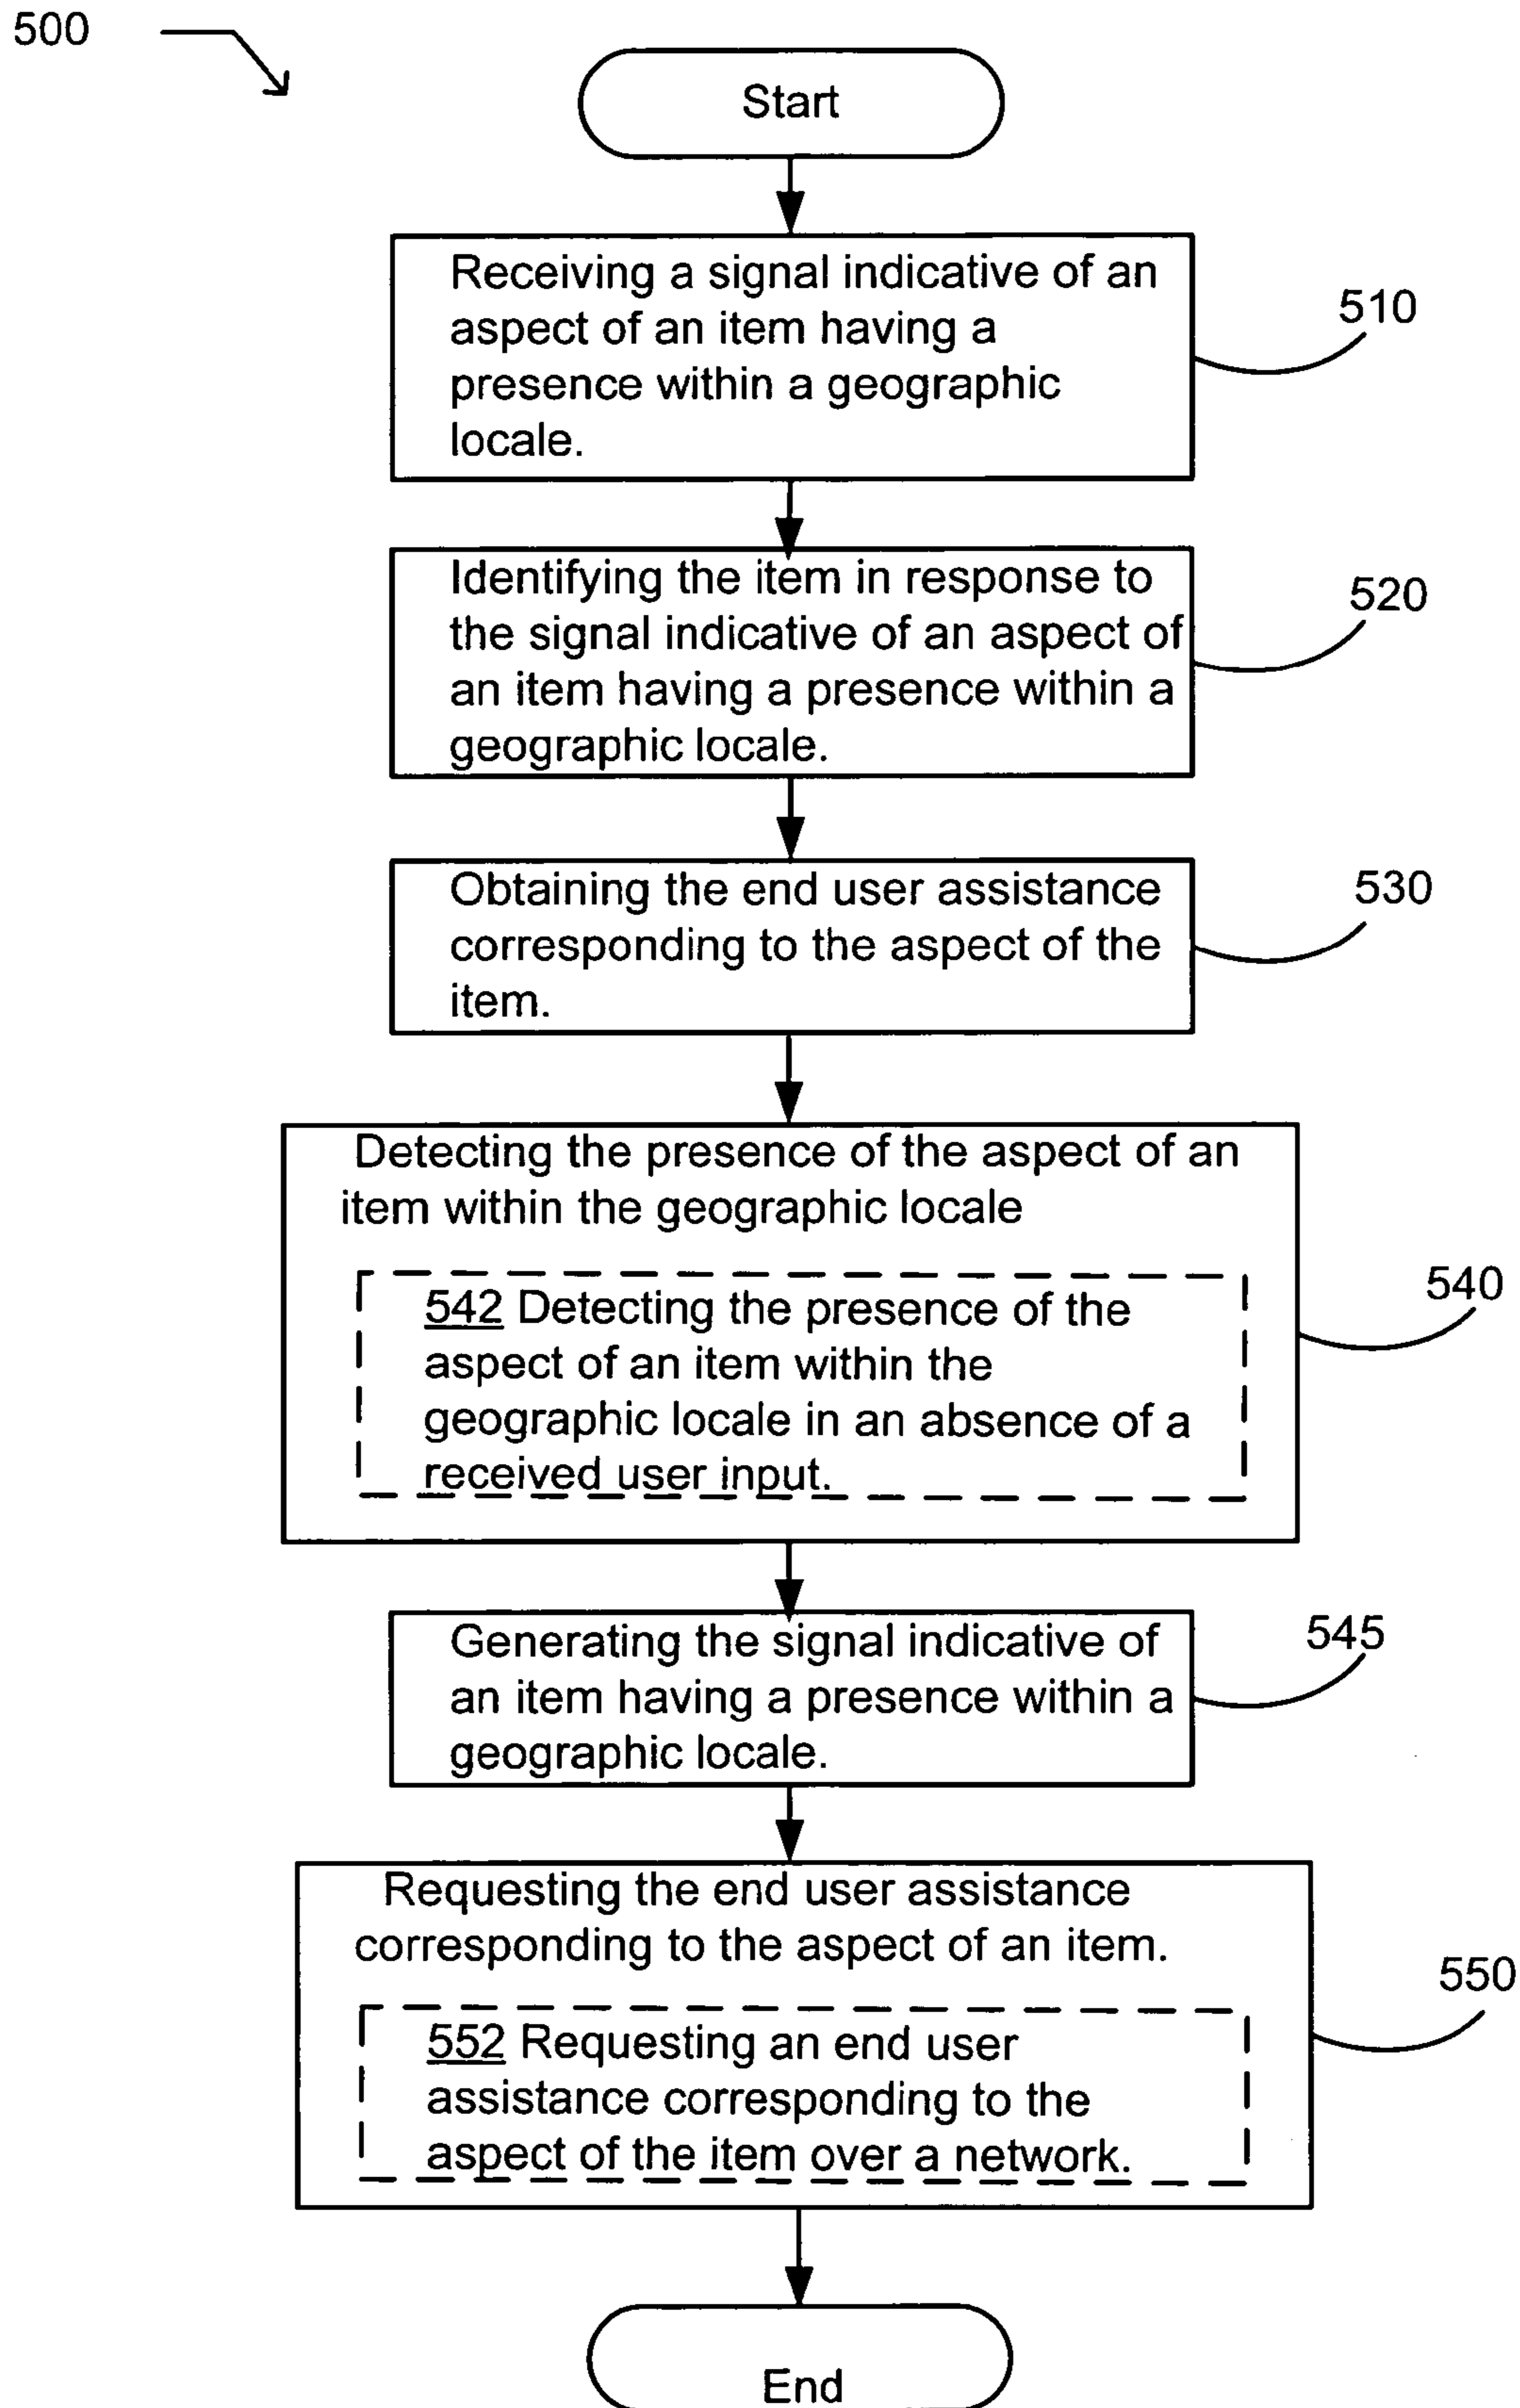 500
Start
Receiving a signal indicative of an
aspect of an item having a
presence within a geographic
locale.
510
Identifying the item in response to
the signal indicative of an aspect of
an item having a presence within a
geographic locale.
520
Obtaining the end user assistance
corresponding to the aspect of the
item.
530
Detecting the presence of the aspect of an
item within the geographic locale
542 Detecting the presence of the
aspect of an item within the
geographic locale in an absence of a
received user input.
540
Generating the signal indicative of
an item having a presence within a
geographic locale.
545
Requesting the end user assistance
corresponding to the aspect of an item.
552 Requesting an end user
assistance corresponding to the
aspect of the item over a network.
550
End